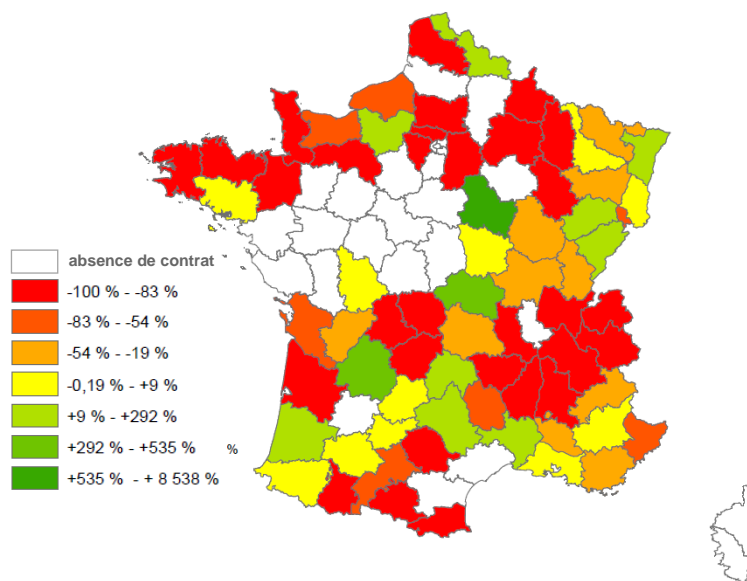 absence de contrat
-100 % - -83 %
-83 % - -54 %
-54 % - -19 %
-0,19 % - +9 %
+9 % - +292 %
+292 % - +535 % %
+535 % - + 8 538 %